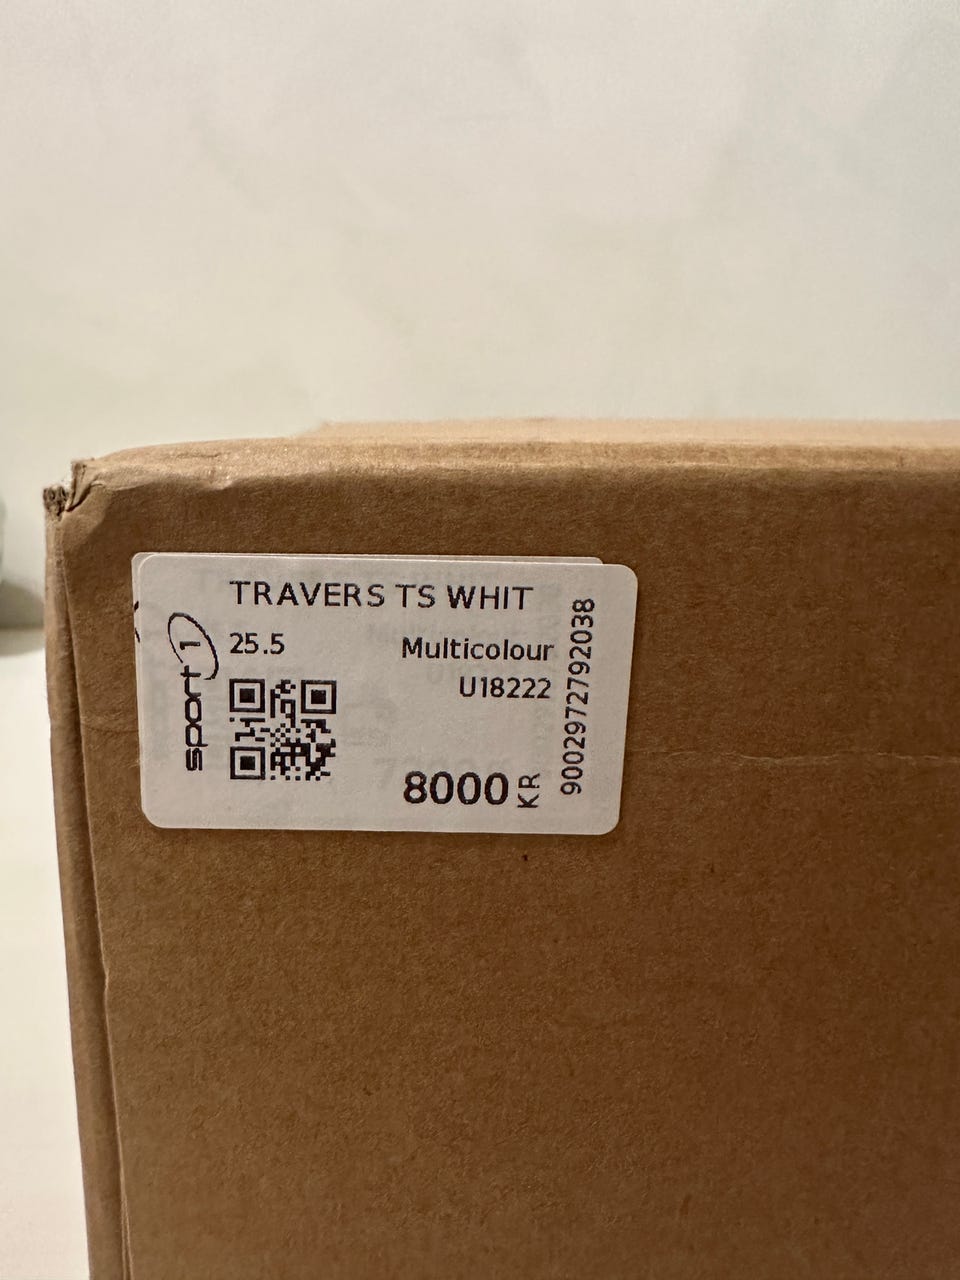 TRAVERS TS WHIT
25.5
Multicolour
U18222
8000 KR
sport 1
9002972792038